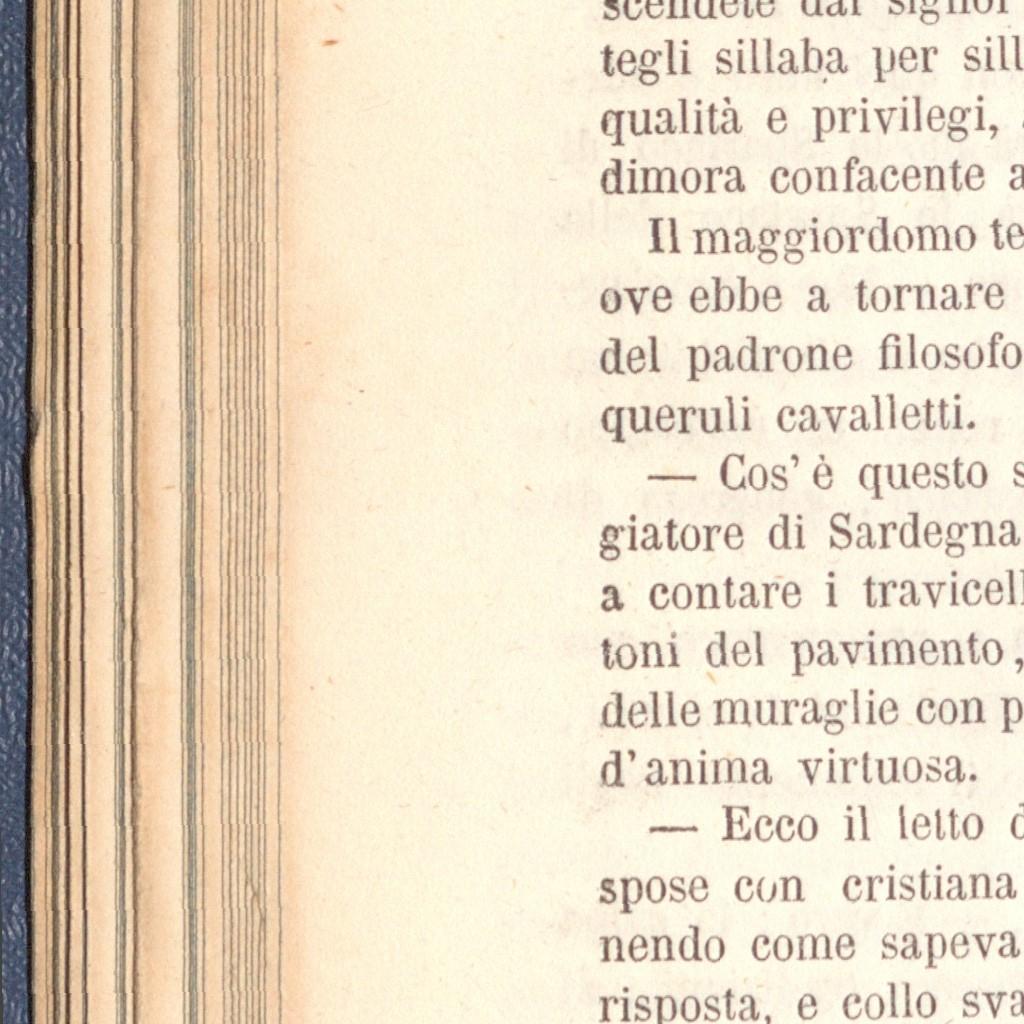 scendete dal signor
tegli sillaba per sill
qualità e privilegi,
dimora confacente a
Il maggiordomo te
ove ebbe a tornare
del padrone filosofo
queruli cavalletti.
— Cos' è questo s
giatore di Sardegna
a contare i travicell
toni del pavimento,
delle muraglie con p
d'anima virtuosa.
— Ecco il letto d
spose con cristiana
nendo come sapeva
risposta, e collo sva